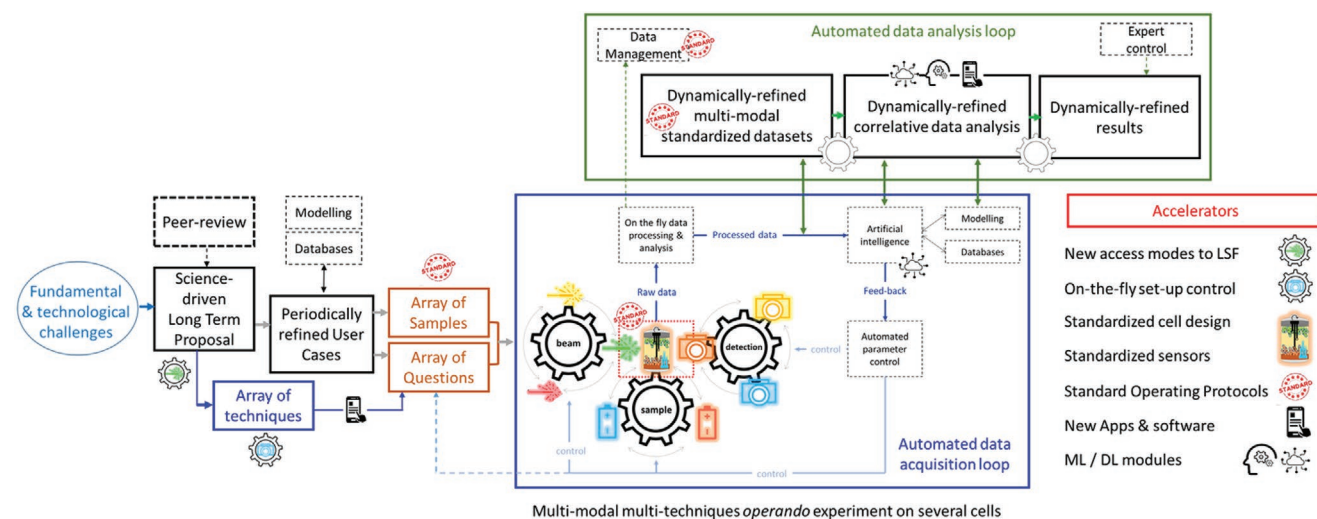 Fundamental
& technological
challenges
Peer-review
Science-
driven
Long Term
Proposal
Array of
techniques
Modelling
Databases
Periodically
refined User
Cases
STANDARD
Array of
Samples
Array of
Questions
Automated data analysis loop
Data
Management
STANDARD
Expert
control
Dynamically-refined
multi-modal
standardized datasets
STANDARD
Dynamically-refined
correlative data analysis
Dynamically-refined
results
On the fly data
processing &
analysis
Processed data
Artificial
intelligence
Modelling
Databases
Raw data
Feed-back
STANDARD
beam
detection
sample
control
Automated
parameter
control
control
control
Automated data
acquisition loop
Multi-modal multi-techniques operando experiment on several cells
Accelerators
New access modes to LSF
On-the-fly set-up control
Standardized cell design
Standardized sensors
Standard Operating Protocols
STANDARD
New Apps & software
ML / DL modules